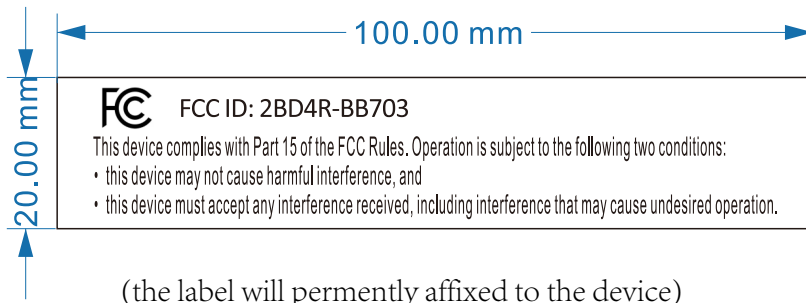 100.00 mm
20.00 mm
FC FCC ID: 2BD4R-BB703
This device complies with Part 15 of the FCC Rules. Operation is subject to the following two conditions:
• this device may not cause harmful interference, and
• this device must accept any interference received, including interference that may cause undesired operation.
(the label will permently affixed to the device)